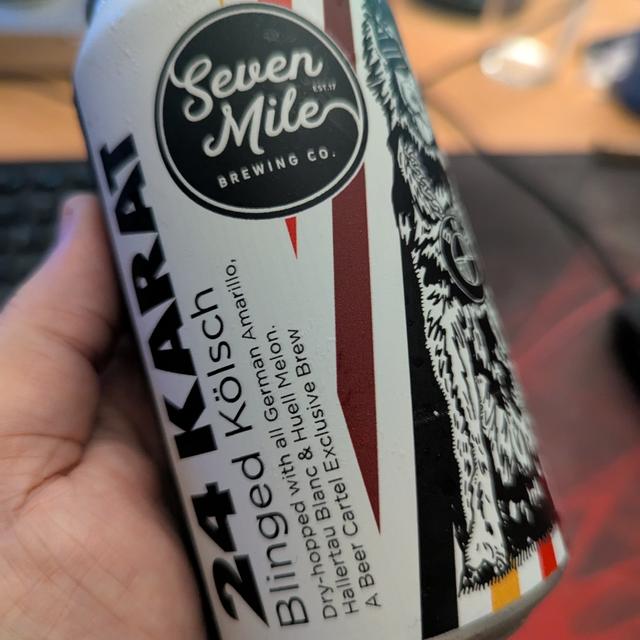 Seven
EST. 17
Mile
BREWING CO.
24 KARAT
Blinged Kölsch
Dry-hopped with all German Amarillo,
Hallertau Blanc & Huell Melon.
A Beer Cartel Exclusive Brew